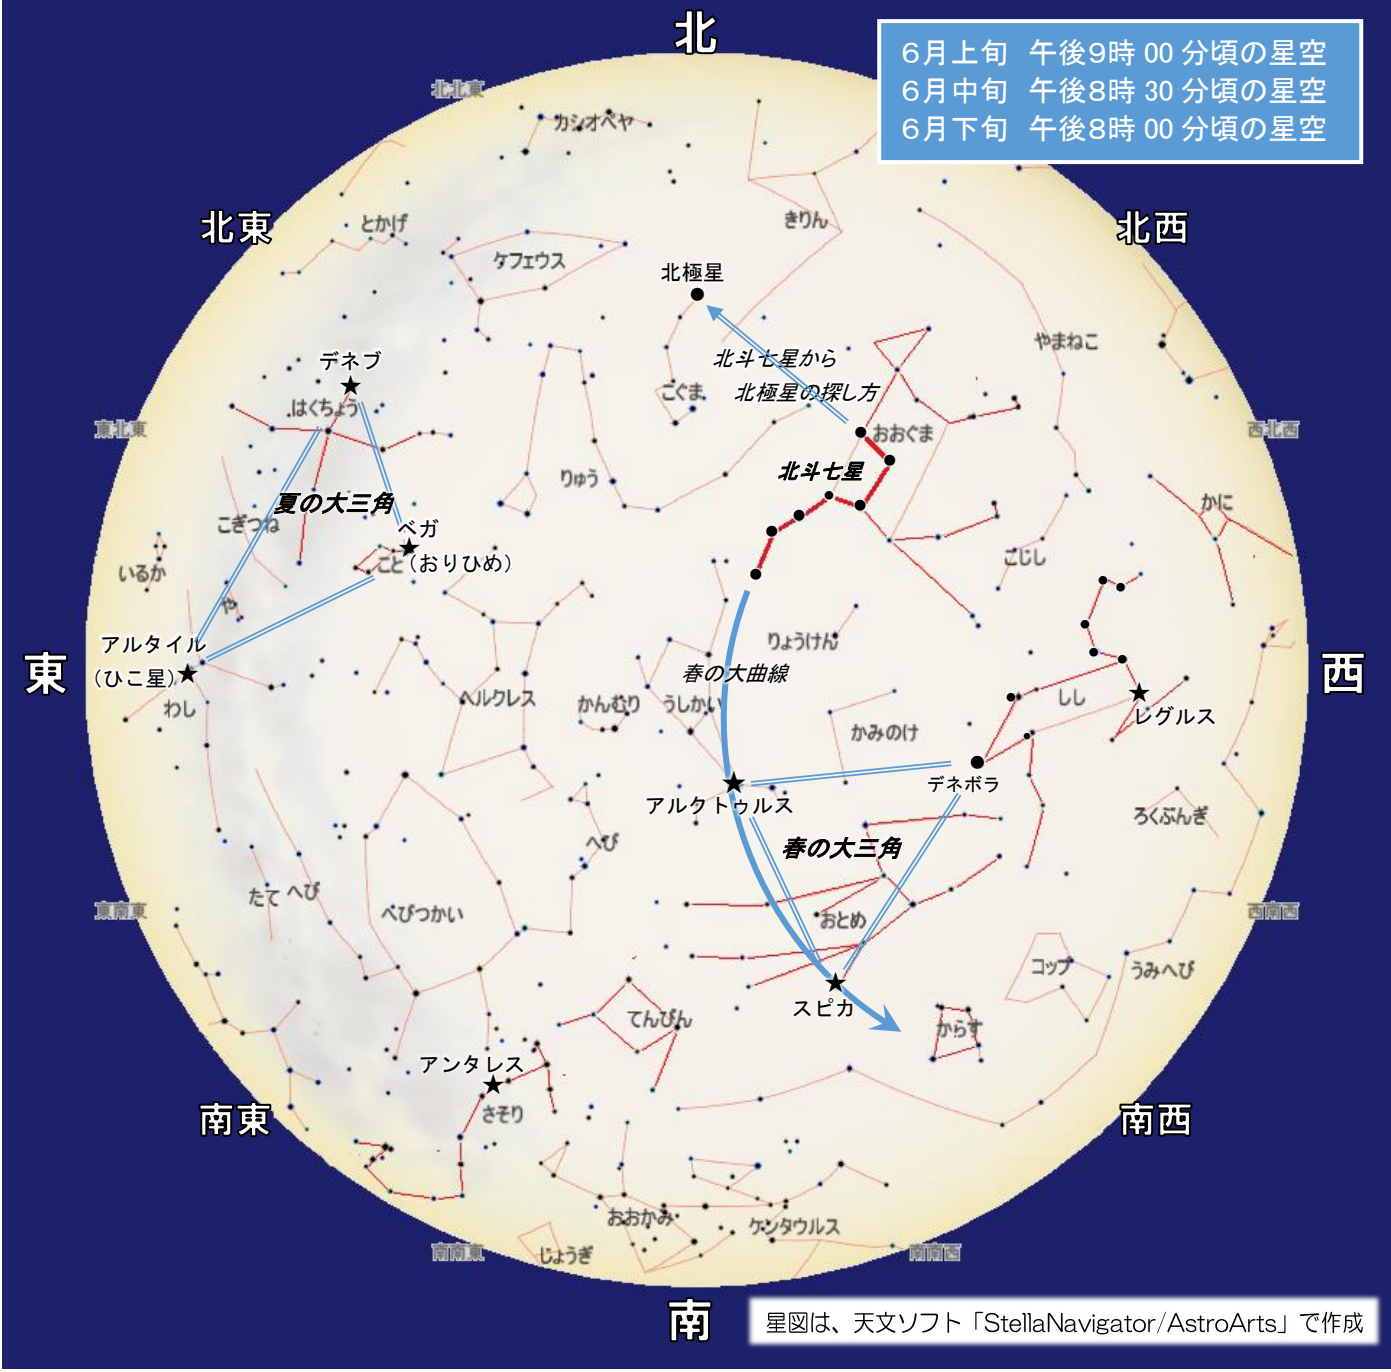 北
6月上旬 午後9時 00 分頃の星空
6月中旬 午後8時 30 分頃の星空
6月下旬 午後8時 00 分頃の星空
北北東
カシオペヤ
北東
とかげ
きりん
北西
ケフェウス
北極星
やまねこ
デネブ
北斗七星から
北極星の探し方
こぐま
はくちょう
東北東
おおぐま
西北西
北斗七星
りゅう
夏の大三角
かに
こぎつね
ベガ
こと
(おりひめ)
こじし
いるか
や
アルタイル
(ひこ星)
りょうけん
東
春の大曲線
西
ヘルクレス
かんむり
うしかい
しし
わし
レグルス
かみのけ
デネボラ
アルクトゥルス
ろくぶんぎ
へび
春の大三角
たて
へび
へびつかい
東南東
おとめ
西南西
コップ
うみへび
スピカ
てんびん
からす
アンタレス
さそり
南東
南西
おおかみ
ケンタウルス
南南東
じょうぎ
南南西
南
星図は、天文ソフト「StellaNavigator/AstroArts」で作成